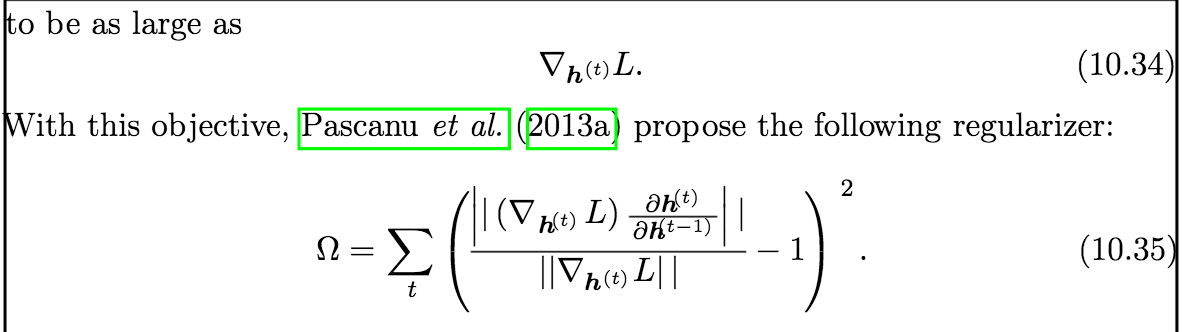 to be as large as
∇_{h^{(t)}} L. (10.34)
With this objective, Pascanu et al. (2013a) propose the following regularizer:
Ω = ∑_t ( || (∇_{h^{(t)}} L) ∂h^{(t)} / ∂h^{(t−1)} || / ||∇_{h^{(t)}} L|| − 1 )^2 . (10.35)